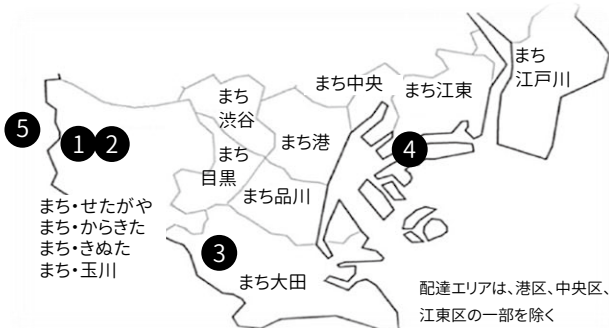 まち中央
まち
江戸川
まち江東
まち
渋谷
まち港
⑤
①②
まち
目黒
④
まち品川
まち・せたがや
まち・からきた
まち・きぬた
まち・玉川
③
まち大田
配達エリアは、港区、中央区、
江東区の一部を除く